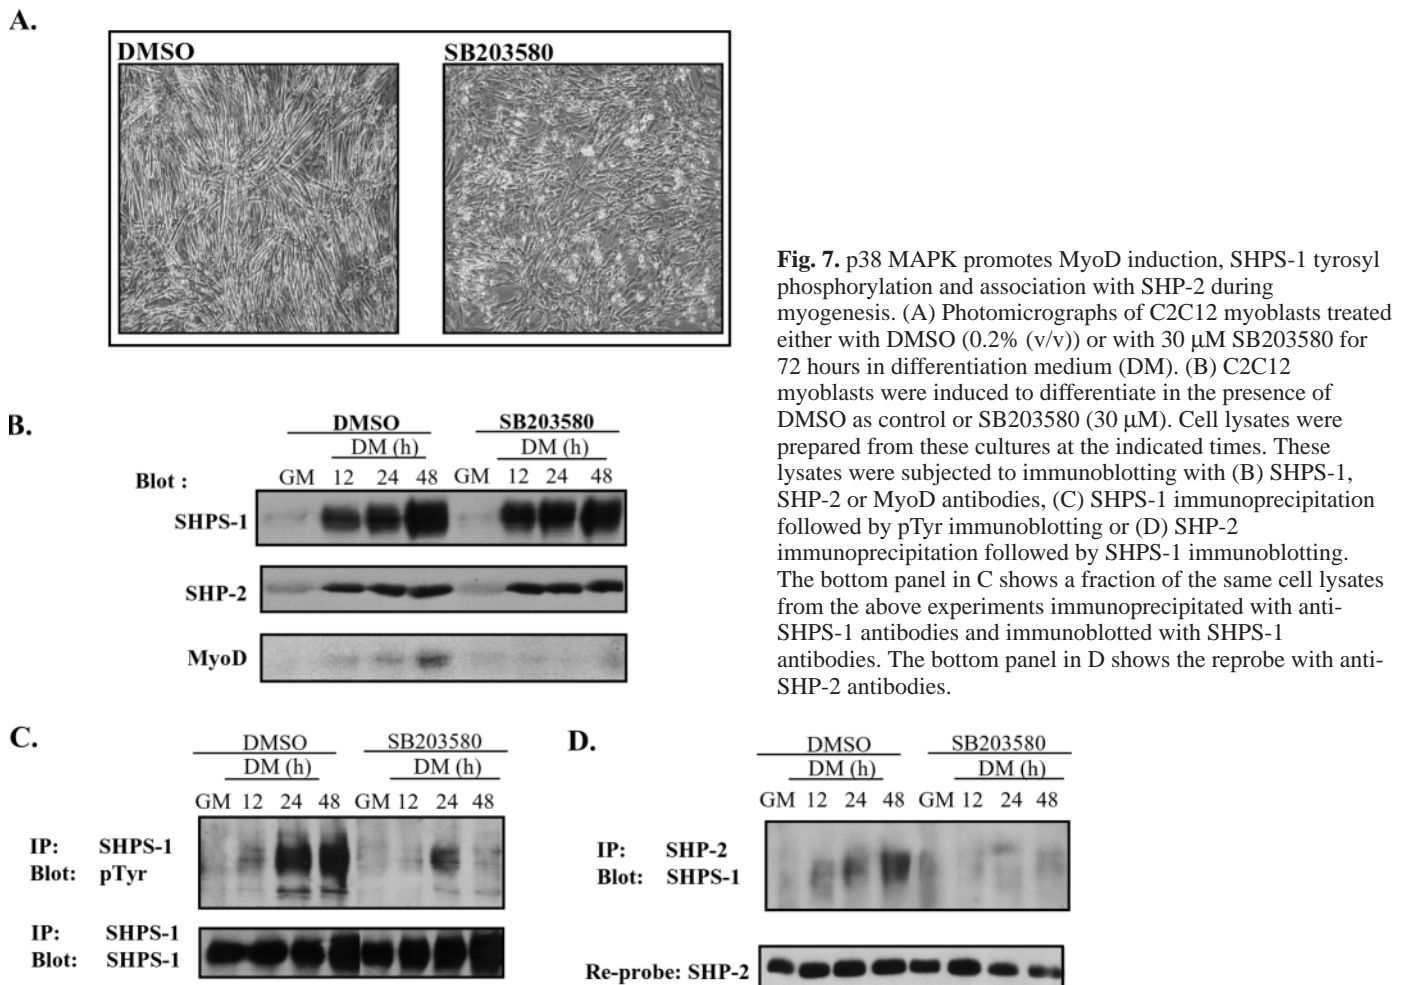 A.
DMSO SB203580
Fig. 7. p38 MAPK promotes MyoD induction, SHPS-1 tyrosyl
phosphorylation and association with SHP-2 during
myogenesis. (A) Photomicrographs of C2C12 myoblasts treated
either with DMSO (0.2% (v/v)) or with 30 μM SB203580 for
72 hours in differentiation medium (DM). (B) C2C12
myoblasts were induced to differentiate in the presence of
DMSO as control or SB203580 (30 μM). Cell lysates were
prepared from these cultures at the indicated times. These
lysates were subjected to immunoblotting with (B) SHPS-1,
SHP-2 or MyoD antibodies, (C) SHPS-1 immunoprecipitation
followed by pTyr immunoblotting or (D) SHP-2
immunoprecipitation followed by SHPS-1 immunoblotting.
The bottom panel in C shows a fraction of the same cell lysates
from the above experiments immunoprecipitated with anti-
SHPS-1 antibodies and immunoblotted with SHPS-1
antibodies. The bottom panel in D shows the reprobe with anti-
SHP-2 antibodies.
B.
DMSO SB203580
DM (h) DM (h)
Blot : GM 12 24 48 GM 12 24 48
SHPS-1
SHP-2
MyoD
C.
DMSO SB203580
DM (h) DM (h)
GM 12 24 48 GM 12 24 48
IP: SHPS-1
Blot: pTyr
IP: SHPS-1
Blot: SHPS-1
D.
DMSO SB203580
DM (h) DM (h)
GM 12 24 48 GM 12 24 48
IP: SHP-2
Blot: SHPS-1
Re-probe: SHP-2